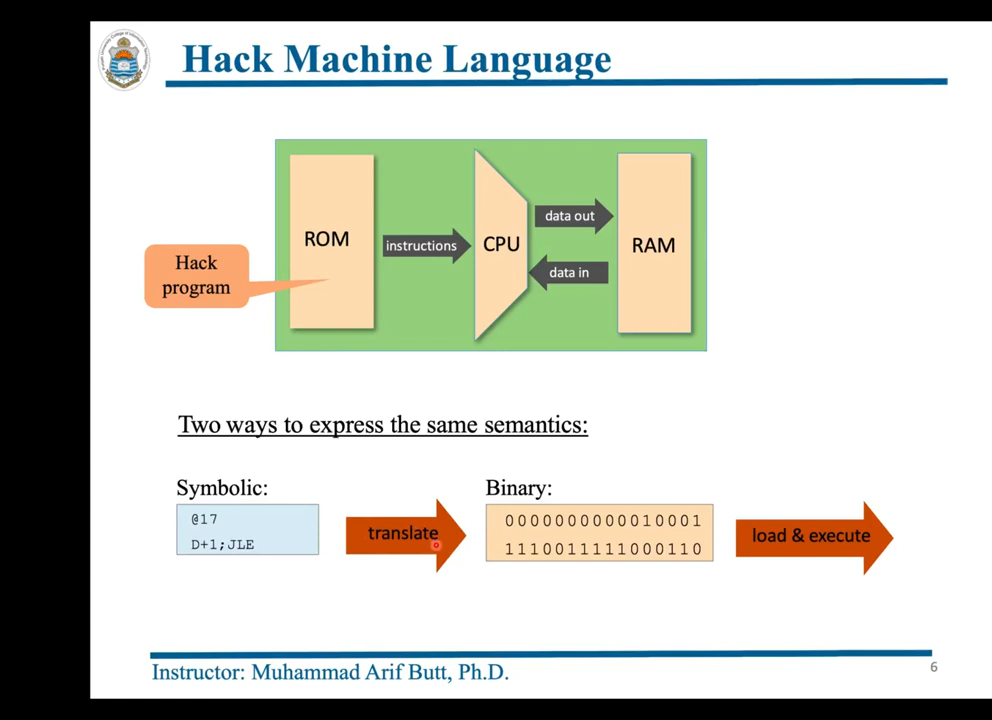 Hack Machine Language
ROM
instructions
CPU
data out
data in
RAM
Hack
program
Two ways to express the same semantics:
Symbolic:
@17
D+1;JLE
translate
Binary:
0000000000010001
1110011111000110
load & execute
Instructor: Muhammad Arif Butt, Ph.D.
6